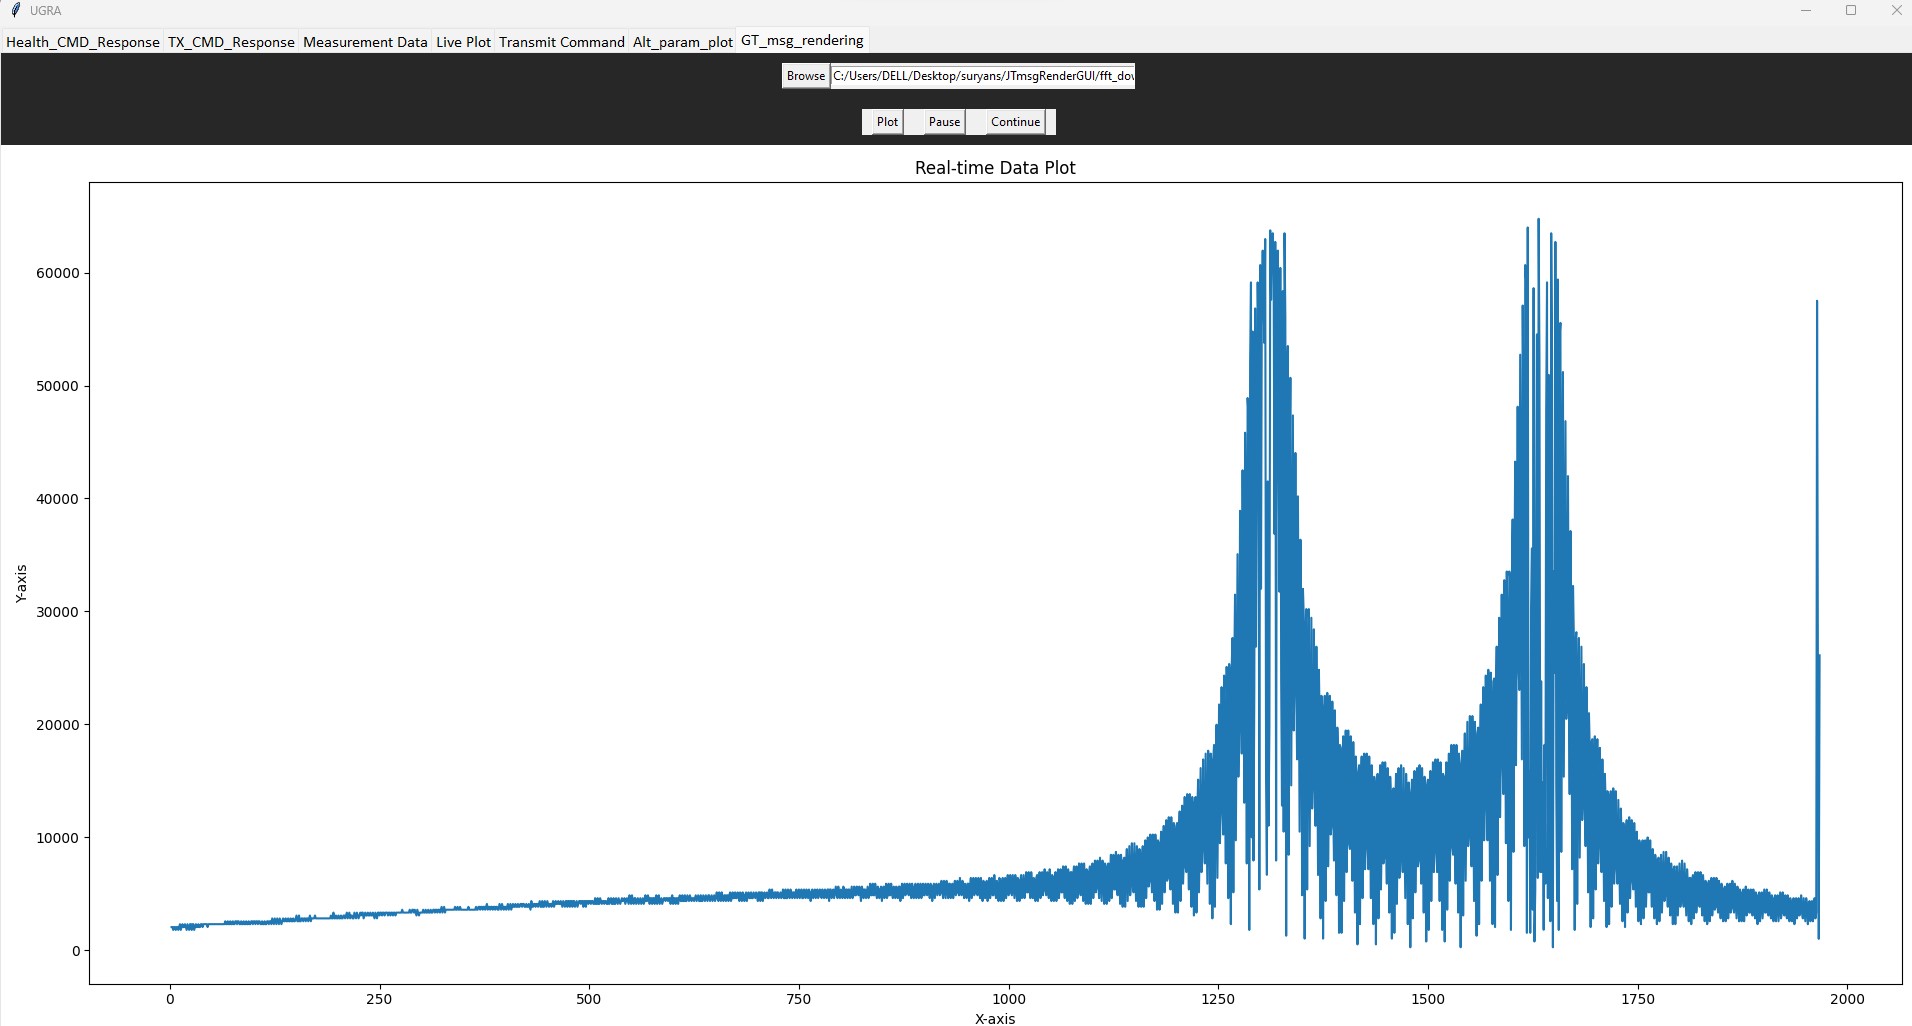 UGRA
Health_CMD_Response TX_CMD_Response Measurement Data Live Plot Transmit Command Alt_param_plot GT_msg_rendering
Browse C:/Users/DELL/Desktop/suryans/JTmsgRenderGUI/fft_dov
Plot Pause Continue
Real-time Data Plot
60000
50000
40000
30000
20000
10000
0
Y-axis
0 250 500 750 1000 1250 1500 1750 2000
X-axis